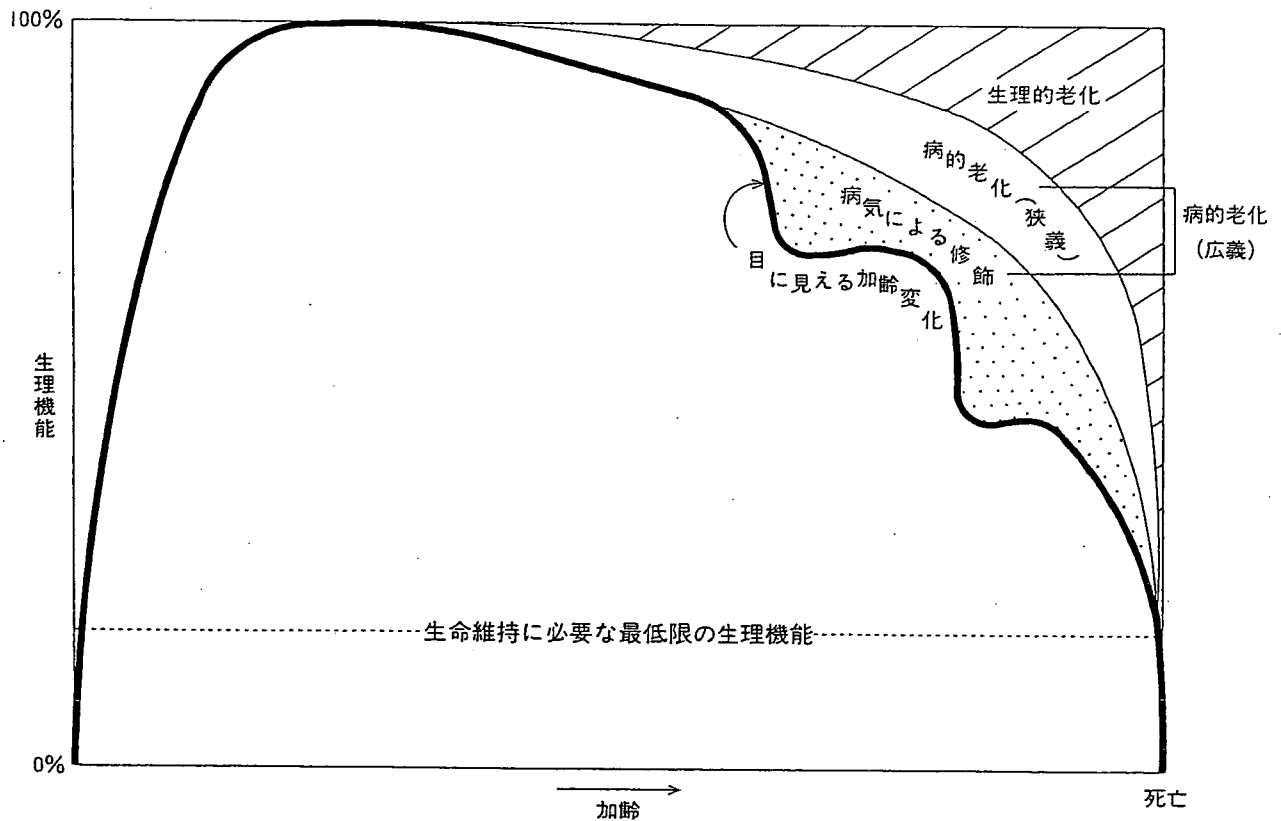 100%
生理的老化
病的老化(狭義)
病的老化
(広義)
病気による修飾
目に見える加齢変化
生理機能
生命維持に必要な最低限の生理機能
0%
加齢
死亡